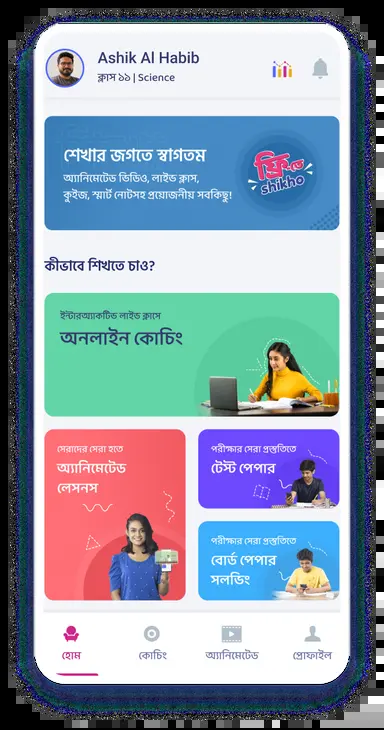 Ashik Al Habib
ক্লাস ১১ | Science
শেখার জগতে স্বাগতম
অ্যানিমেটেড ভিডিও, লাইভ ক্লাস,
কুইজ, স্মার্ট নোটসহ প্রয়োজনীয় সবকিছু!
ফ্রি-তে
shikho
কীভাবে শিখতে চাও?
ইন্টারঅ্যাকটিভ লাইভ ক্লাসে
অনলাইন কোচিং
সেরাদের সেরা হতে
অ্যানিমেটেড
লেসনস
পরীক্ষার সেরা প্রস্তুতিতে
টেস্ট পেপার
পরীক্ষার সেরা প্রস্তুতিতে
বোর্ড পেপার
সলভিং
হোম
কোচিং
অ্যানিমেটেড
প্রোফাইল